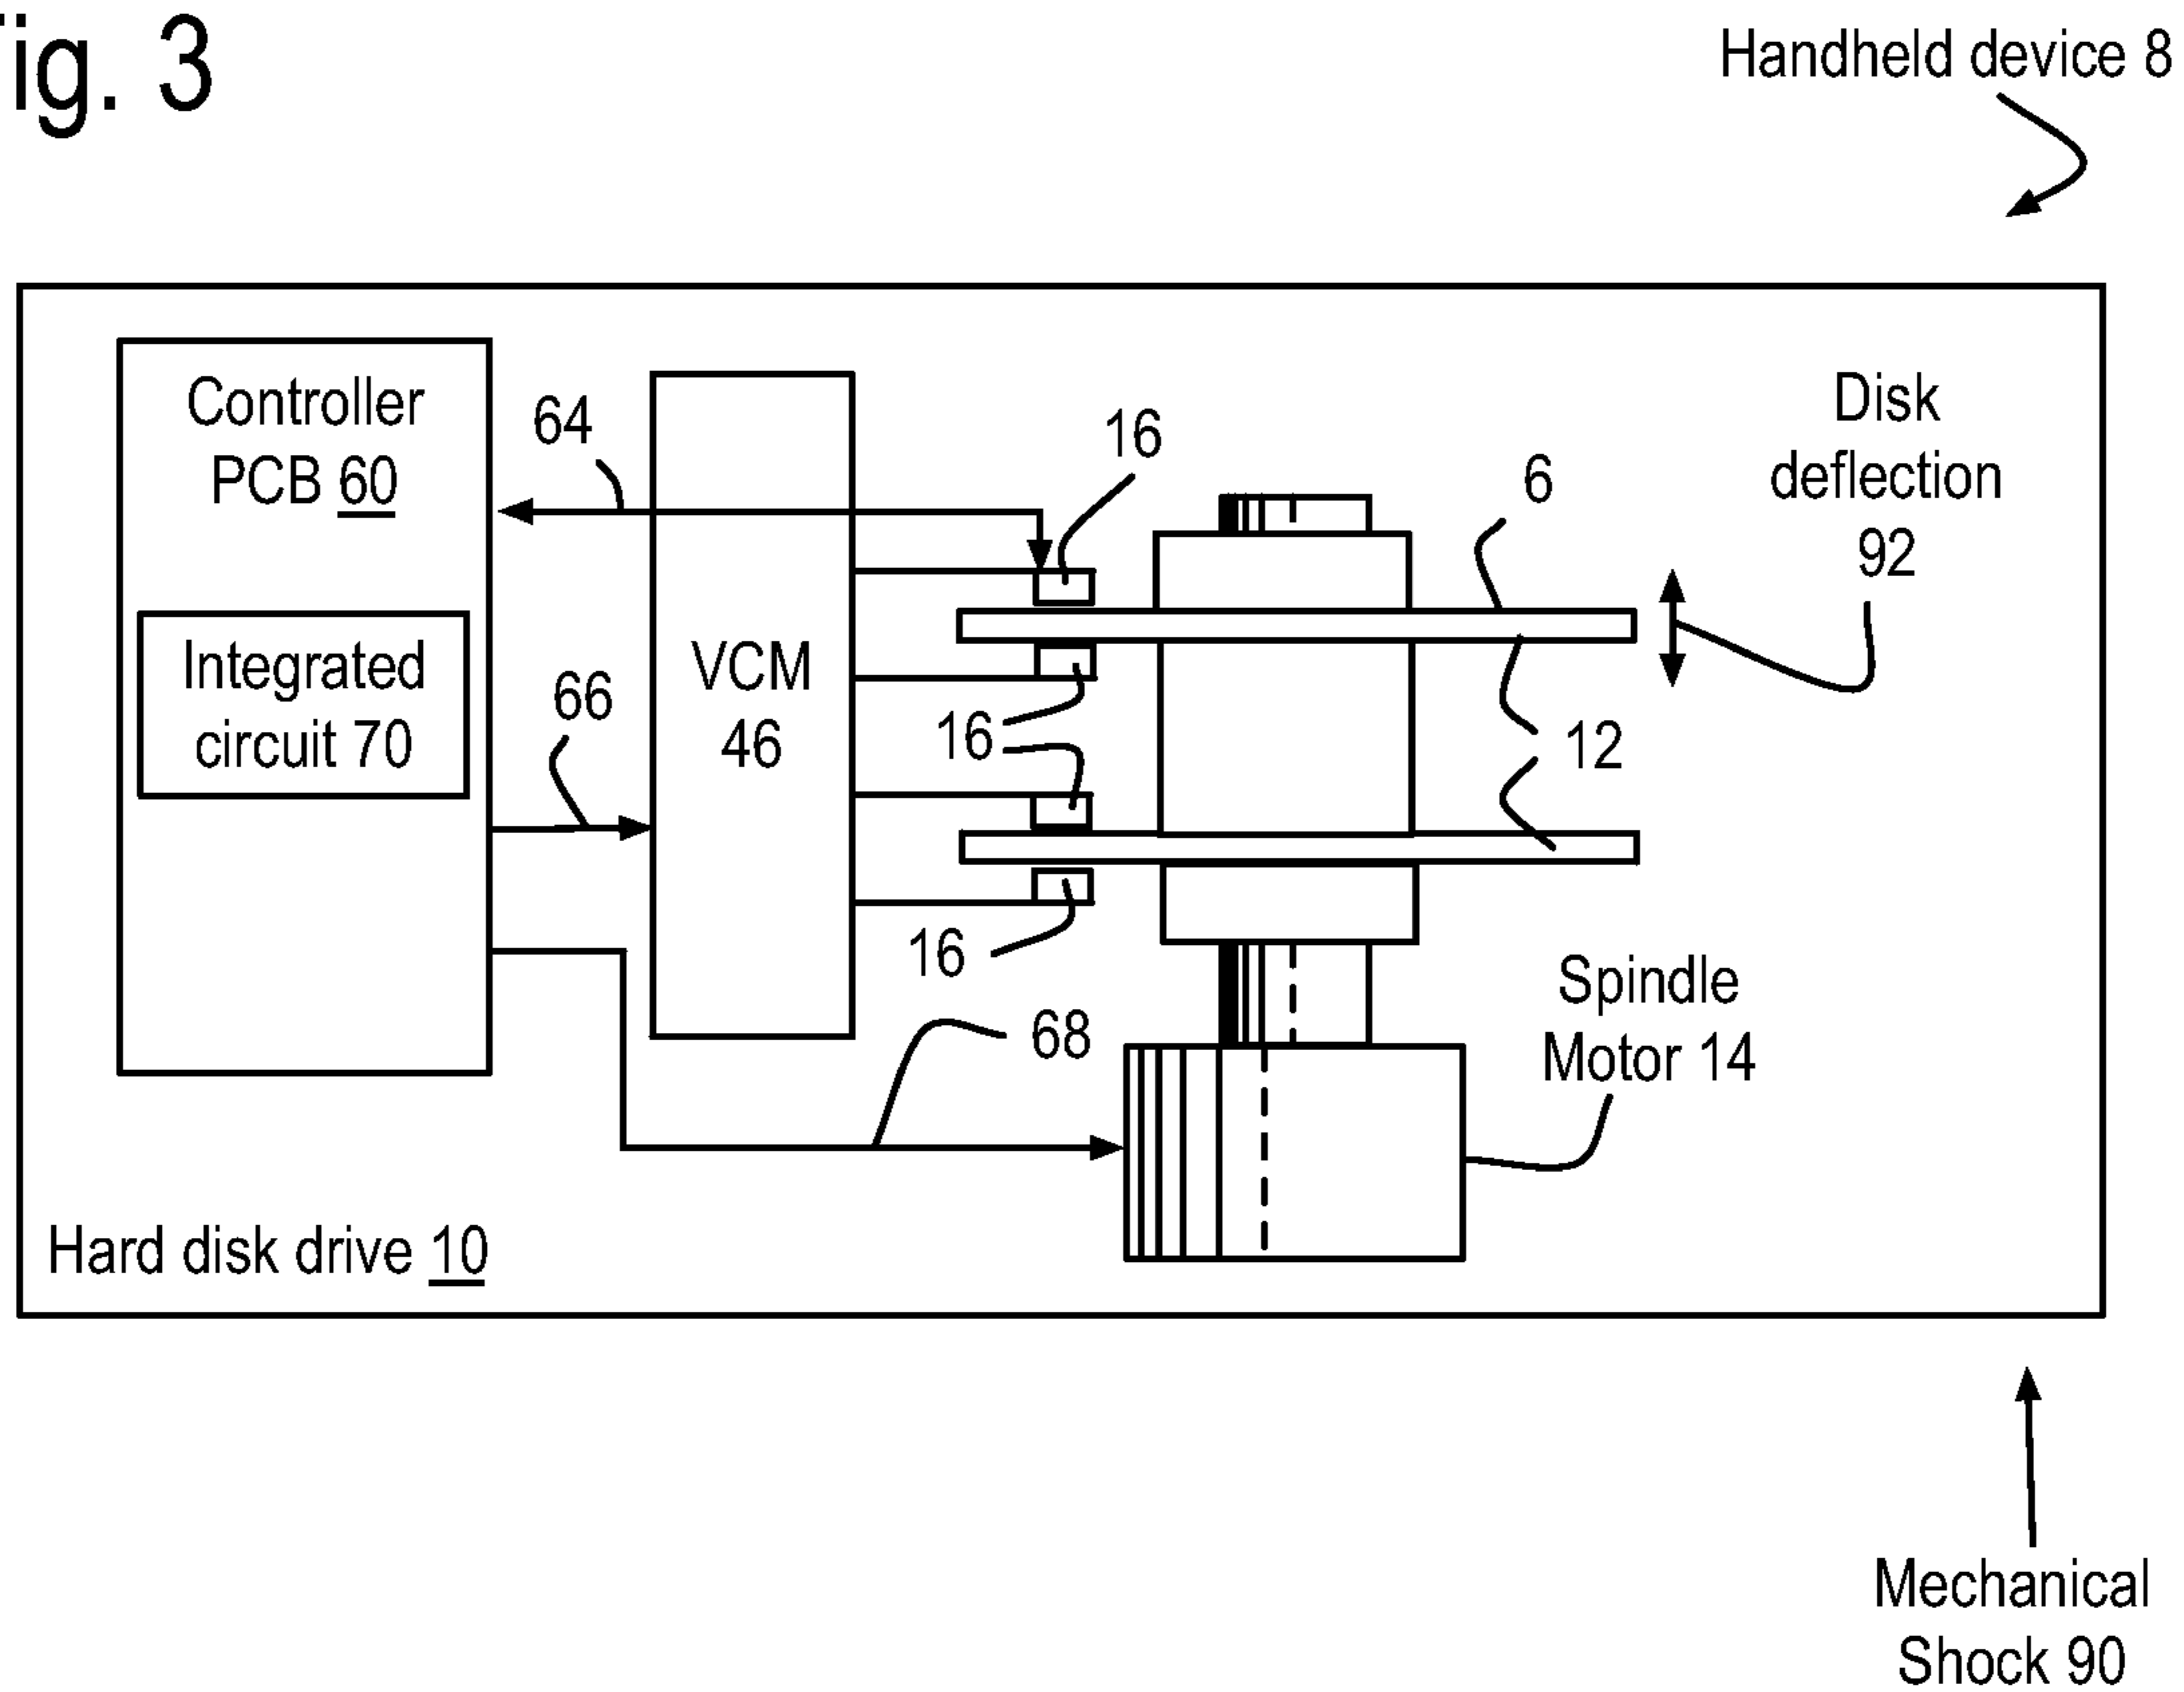 ig. 3
Handheld device 8
Controller
PCB 60
64
16
6
Disk
deflection
92
Integrated
circuit 70
66
VCM
46
16
12
16
68
Spindle
Motor 14
Hard disk drive 10
Mechanical
Shock 90